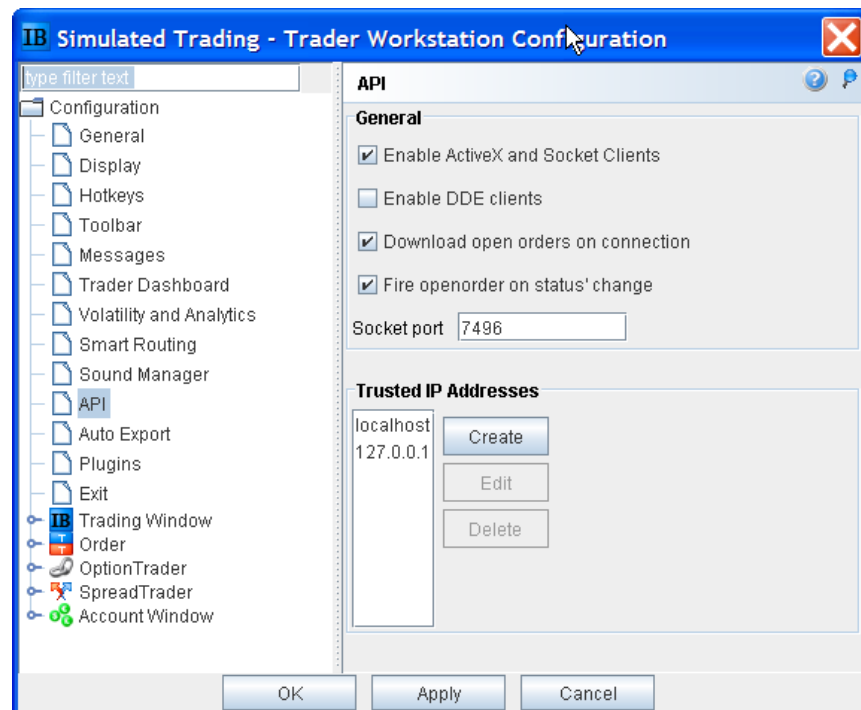 IB Simulated Trading - Trader Workstation Configuration
type filter text
Configuration
General
Display
Hotkeys
Toolbar
Messages
Trader Dashboard
Volatility and Analytics
Smart Routing
Sound Manager
API
Auto Export
Plugins
Exit
IB Trading Window
T T Order
OptionTrader
SpreadTrader
Account Window
API
General
Enable ActiveX and Socket Clients
Enable DDE clients
Download open orders on connection
Fire openorder on status' change
Socket port 7496
Trusted IP Addresses
localhost
127.0.0.1
Create
Edit
Delete
OK Apply Cancel